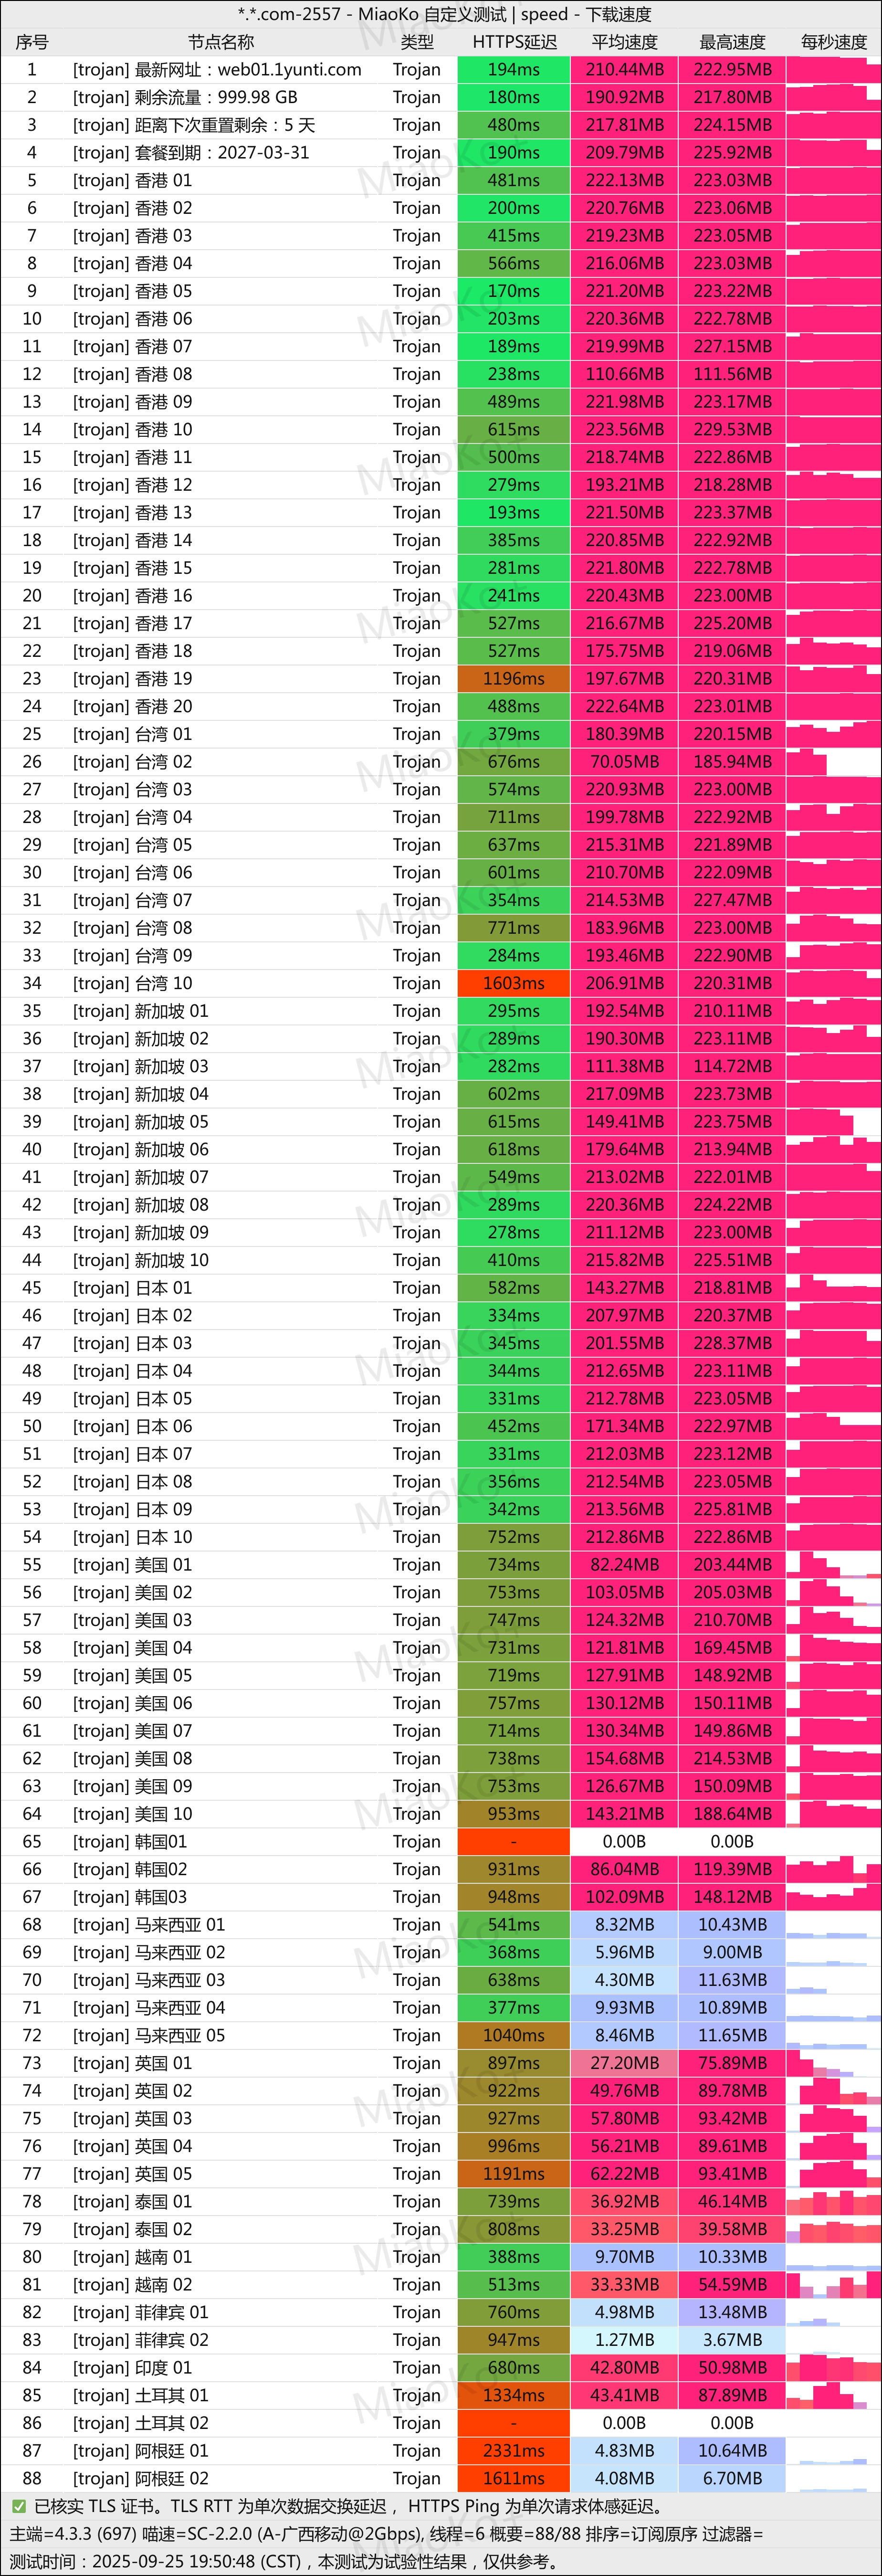 *.*.com-2557 - MiaoKo 自定义测试 | speed - 下载速度
序号 节点名称 类型 HTTPS延迟 平均速度 最高速度 每秒速度
1 [trojan] 最新网址：web01.1yunti.com Trojan 194ms 210.44MB 222.95MB
2 [trojan] 剩余流量：999.98 GB Trojan 180ms 190.92MB 217.80MB
3 [trojan] 距离下次重置剩余：5 天 Trojan 480ms 217.81MB 224.15MB
4 [trojan] 套餐到期：2027-03-31 Trojan 190ms 209.79MB 225.92MB
5 [trojan] 香港 01 Trojan 481ms 222.13MB 223.03MB
6 [trojan] 香港 02 Trojan 200ms 220.76MB 223.06MB
7 [trojan] 香港 03 Trojan 415ms 219.23MB 223.05MB
8 [trojan] 香港 04 Trojan 566ms 216.06MB 223.03MB
9 [trojan] 香港 05 Trojan 170ms 221.20MB 223.22MB
10 [trojan] 香港 06 Trojan 203ms 220.36MB 222.78MB
11 [trojan] 香港 07 Trojan 189ms 219.99MB 227.15MB
12 [trojan] 香港 08 Trojan 238ms 110.66MB 111.56MB
13 [trojan] 香港 09 Trojan 489ms 221.98MB 223.17MB
14 [trojan] 香港 10 Trojan 615ms 223.56MB 229.53MB
15 [trojan] 香港 11 Trojan 500ms 218.74MB 222.86MB
16 [trojan] 香港 12 Trojan 279ms 193.21MB 218.28MB
17 [trojan] 香港 13 Trojan 193ms 221.50MB 223.37MB
18 [trojan] 香港 14 Trojan 385ms 220.85MB 222.92MB
19 [trojan] 香港 15 Trojan 281ms 221.80MB 222.78MB
20 [trojan] 香港 16 Trojan 241ms 220.43MB 223.00MB
21 [trojan] 香港 17 Trojan 527ms 216.67MB 225.20MB
22 [trojan] 香港 18 Trojan 527ms 175.75MB 219.06MB
23 [trojan] 香港 19 Trojan 1196ms 197.67MB 220.31MB
24 [trojan] 香港 20 Trojan 488ms 222.64MB 223.01MB
25 [trojan] 台湾 01 Trojan 379ms 180.39MB 220.15MB
26 [trojan] 台湾 02 Trojan 676ms 70.05MB 185.94MB
27 [trojan] 台湾 03 Trojan 574ms 220.93MB 223.00MB
28 [trojan] 台湾 04 Trojan 711ms 199.78MB 222.92MB
29 [trojan] 台湾 05 Trojan 637ms 215.31MB 221.89MB
30 [trojan] 台湾 06 Trojan 601ms 210.70MB 222.09MB
31 [trojan] 台湾 07 Trojan 354ms 214.53MB 227.47MB
32 [trojan] 台湾 08 Trojan 771ms 183.96MB 223.00MB
33 [trojan] 台湾 09 Trojan 284ms 193.46MB 222.90MB
34 [trojan] 台湾 10 Trojan 1603ms 206.91MB 220.31MB
35 [trojan] 新加坡 01 Trojan 295ms 192.54MB 210.11MB
36 [trojan] 新加坡 02 Trojan 289ms 190.30MB 223.11MB
37 [trojan] 新加坡 03 Trojan 282ms 111.38MB 114.72MB
38 [trojan] 新加坡 04 Trojan 602ms 217.09MB 223.73MB
39 [trojan] 新加坡 05 Trojan 615ms 149.41MB 223.75MB
40 [trojan] 新加坡 06 Trojan 618ms 179.64MB 213.94MB
41 [trojan] 新加坡 07 Trojan 549ms 213.02MB 222.01MB
42 [trojan] 新加坡 08 Trojan 289ms 220.36MB 224.22MB
43 [trojan] 新加坡 09 Trojan 278ms 211.12MB 223.00MB
44 [trojan] 新加坡 10 Trojan 410ms 215.82MB 225.51MB
45 [trojan] 日本 01 Trojan 582ms 143.27MB 218.81MB
46 [trojan] 日本 02 Trojan 334ms 207.97MB 220.37MB
47 [trojan] 日本 03 Trojan 345ms 201.55MB 228.37MB
48 [trojan] 日本 04 Trojan 344ms 212.65MB 223.11MB
49 [trojan] 日本 05 Trojan 331ms 212.78MB 223.05MB
50 [trojan] 日本 06 Trojan 452ms 171.34MB 222.97MB
51 [trojan] 日本 07 Trojan 331ms 212.03MB 223.12MB
52 [trojan] 日本 08 Trojan 356ms 212.54MB 223.05MB
53 [trojan] 日本 09 Trojan 342ms 213.56MB 225.81MB
54 [trojan] 日本 10 Trojan 752ms 212.86MB 222.86MB
55 [trojan] 美国 01 Trojan 734ms 82.24MB 203.44MB
56 [trojan] 美国 02 Trojan 753ms 103.05MB 205.03MB
57 [trojan] 美国 03 Trojan 747ms 124.32MB 210.70MB
58 [trojan] 美国 04 Trojan 731ms 121.81MB 169.45MB
59 [trojan] 美国 05 Trojan 719ms 127.91MB 148.92MB
60 [trojan] 美国 06 Trojan 757ms 130.12MB 150.11MB
61 [trojan] 美国 07 Trojan 714ms 130.34MB 149.86MB
62 [trojan] 美国 08 Trojan 738ms 154.68MB 214.53MB
63 [trojan] 美国 09 Trojan 753ms 126.67MB 150.09MB
64 [trojan] 美国 10 Trojan 953ms 143.21MB 188.64MB
65 [trojan] 韩国01 Trojan - 0.00B 0.00B
66 [trojan] 韩国02 Trojan 931ms 86.04MB 119.39MB
67 [trojan] 韩国03 Trojan 948ms 102.09MB 148.12MB
68 [trojan] 马来西亚 01 Trojan 541ms 8.32MB 10.43MB
69 [trojan] 马来西亚 02 Trojan 368ms 5.96MB 9.00MB
70 [trojan] 马来西亚 03 Trojan 638ms 4.30MB 11.63MB
71 [trojan] 马来西亚 04 Trojan 377ms 9.93MB 10.89MB
72 [trojan] 马来西亚 05 Trojan 1040ms 8.46MB 11.65MB
73 [trojan] 英国 01 Trojan 897ms 27.20MB 75.89MB
74 [trojan] 英国 02 Trojan 922ms 49.76MB 89.78MB
75 [trojan] 英国 03 Trojan 927ms 57.80MB 93.42MB
76 [trojan] 英国 04 Trojan 996ms 56.21MB 89.61MB
77 [trojan] 英国 05 Trojan 1191ms 62.22MB 93.41MB
78 [trojan] 泰国 01 Trojan 739ms 36.92MB 46.14MB
79 [trojan] 泰国 02 Trojan 808ms 33.25MB 39.58MB
80 [trojan] 越南 01 Trojan 388ms 9.70MB 10.33MB
81 [trojan] 越南 02 Trojan 513ms 33.33MB 54.59MB
82 [trojan] 菲律宾 01 Trojan 760ms 4.98MB 13.48MB
83 [trojan] 菲律宾 02 Trojan 947ms 1.27MB 3.67MB
84 [trojan] 印度 01 Trojan 680ms 42.80MB 50.98MB
85 [trojan] 土耳其 01 Trojan 1334ms 43.41MB 87.89MB
86 [trojan] 土耳其 02 Trojan - 0.00B 0.00B
87 [trojan] 阿根廷 01 Trojan 2331ms 4.83MB 10.64MB
88 [trojan] 阿根廷 02 Trojan 1611ms 4.08MB 6.70MB
✅ 已核实 TLS 证书。TLS RTT 为单次数据交换延迟， HTTPS Ping 为单次请求体感延迟。
主端=4.3.3 (697) 喵速=SC-2.2.0 (A-广西移动@2Gbps), 线程=6 概要=88/88 排序=订阅原序 过滤器=
测试时间：2025-09-25 19:50:48 (CST)，本测试为试验性结果，仅供参考。